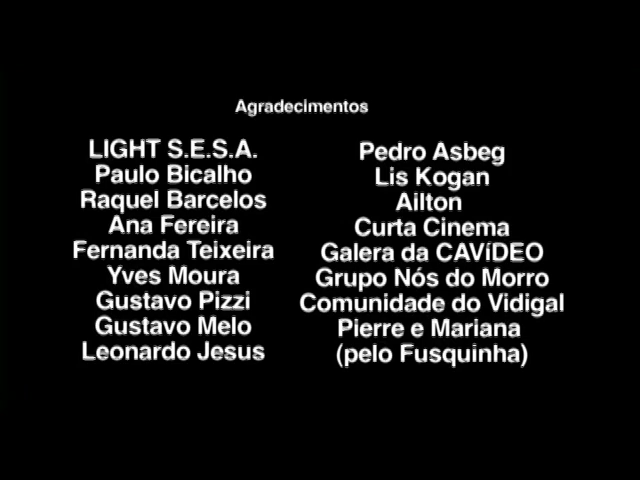 Agradecimentos
LIGHT S.E.S.A.
Paulo Bicalho
Raquel Barcelos
Ana Fereira
Fernanda Teixeira
Yves Moura
Gustavo Pizzi
Gustavo Melo
Leonardo Jesus
Pedro Asbeg
Lis Kogan
Ailton
Curta Cinema
Galera da CAVíDEO
Grupo Nós do Morro
Comunidade do Vidigal
Pierre e Mariana
(pelo Fusquinha)